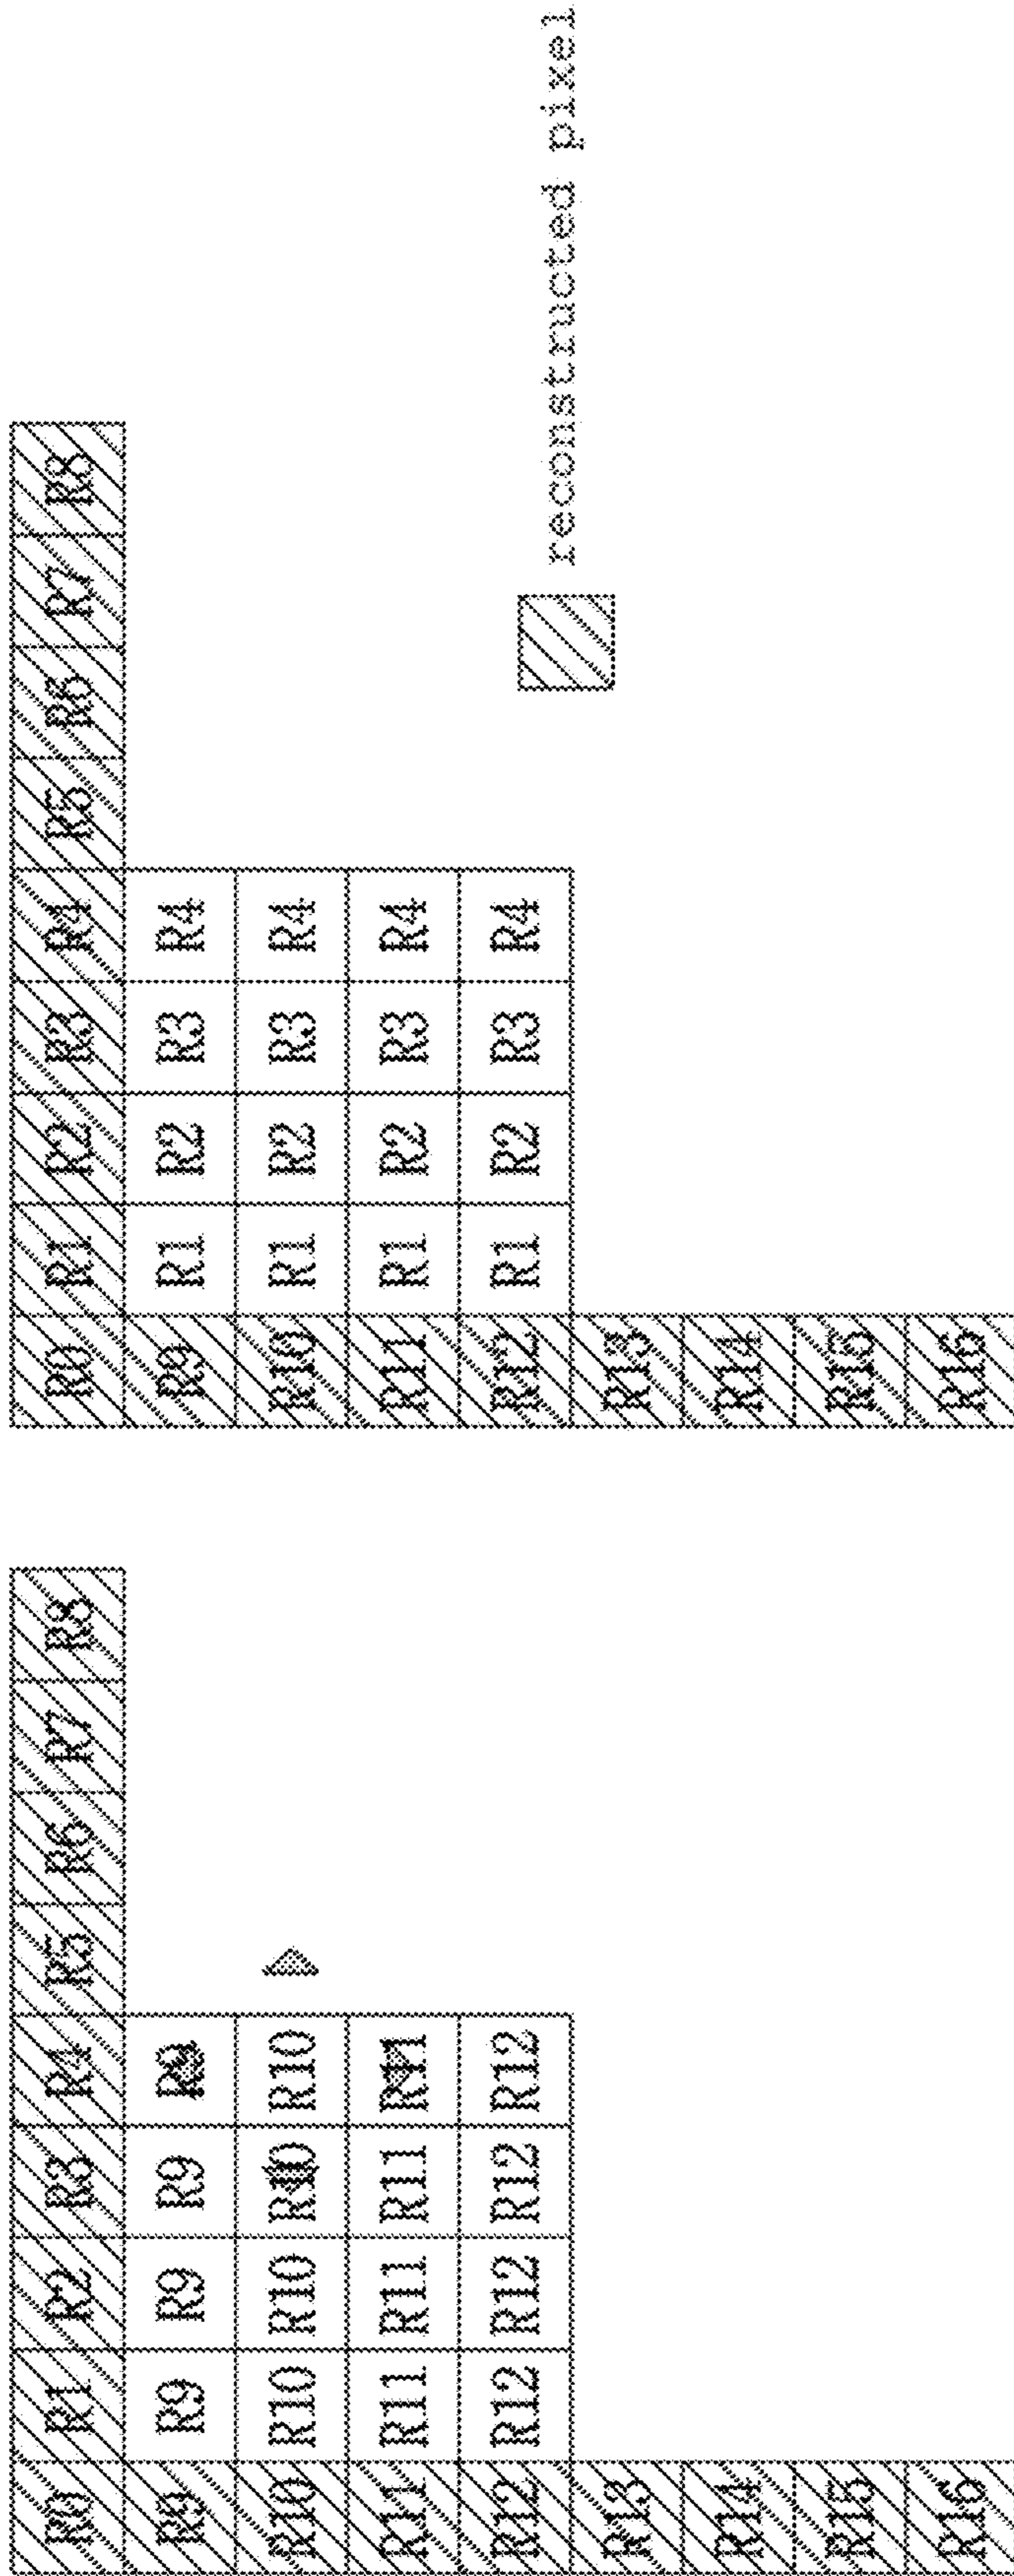 R0 R1 R2 R3 R4 R5 R6 R7 R8
R9 R9 R9 R9 R9
R10 R10 R10 R10 R10
R11 R11 R11 R11 R11
R12 R12 R12 R12 R12
R13
R14
R15
R16
R0 R1 R2 R3 R4 R5 R6 R7 R8
R9 R1 R2 R3 R4
R10 R1 R2 R3 R4
R11 R1 R2 R3 R4
R12 R1 R2 R3 R4
R13
R14
R15
R16
reconstructed pixel